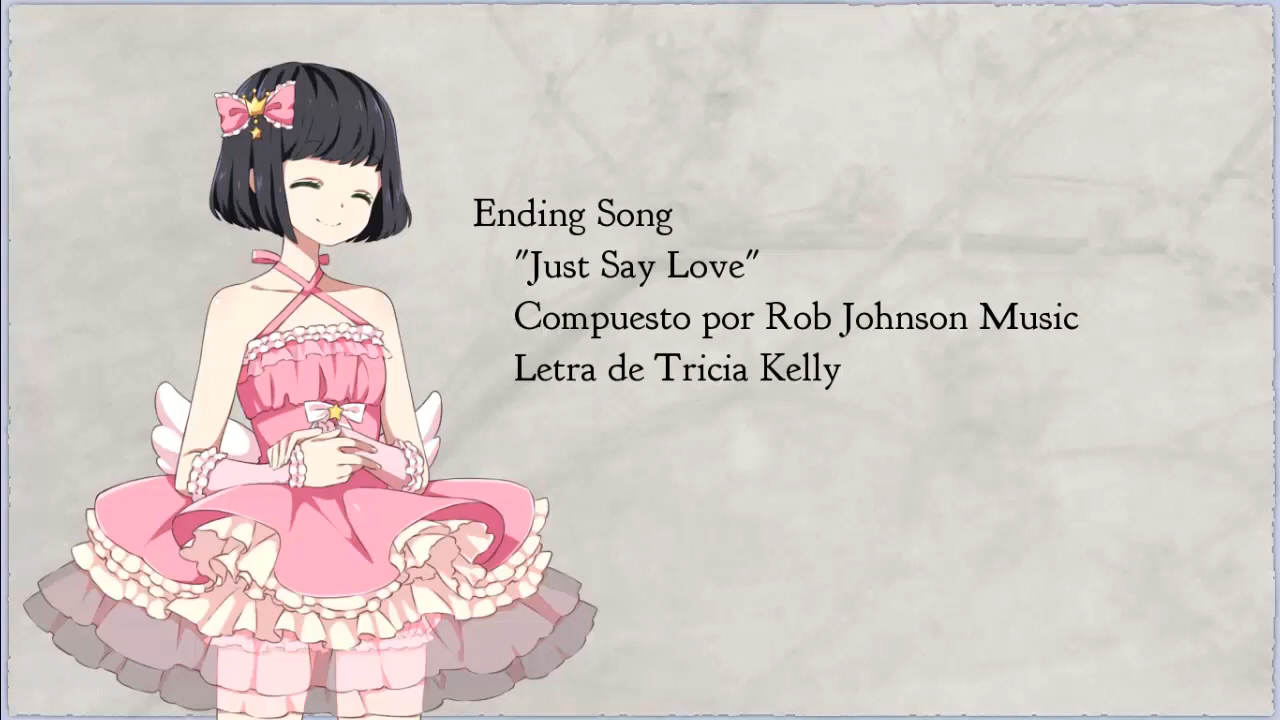 Ending Song
"Just Say Love"
Compuesto por Rob Johnson Music
Letra de Tricia Kelly